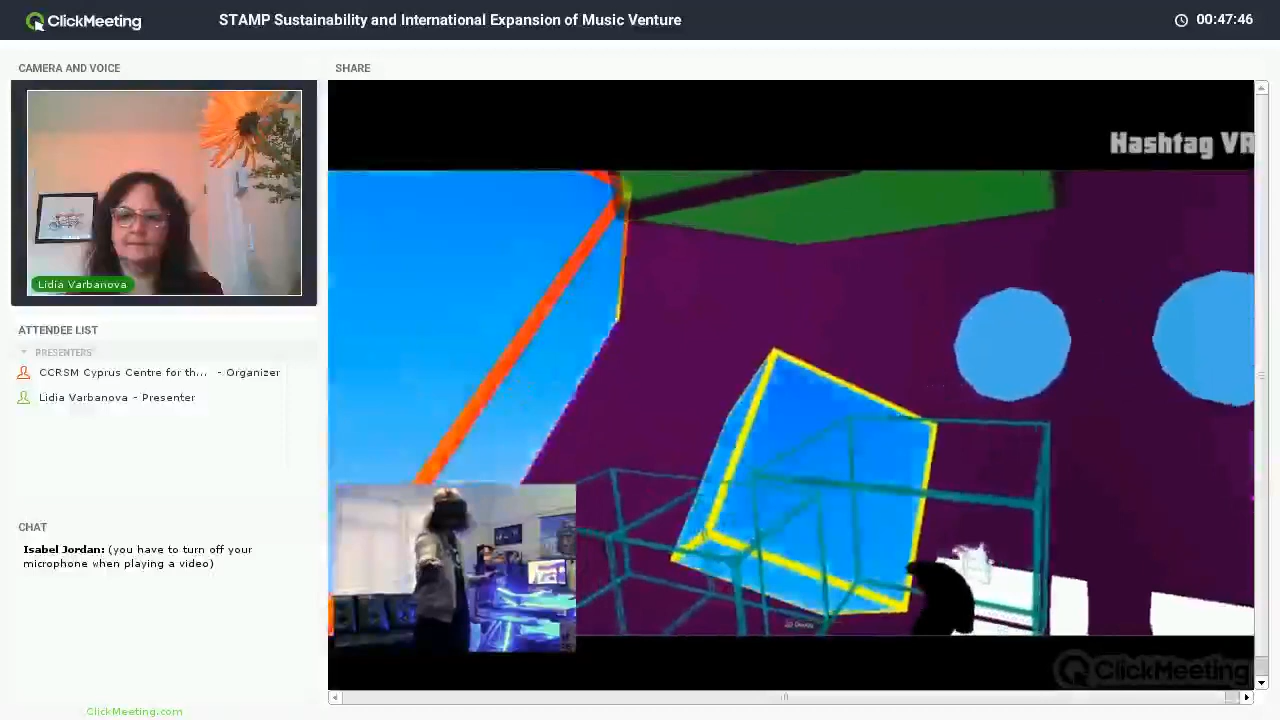 ClickMeeting
STAMP Sustainability and International Expansion of Music Venture
00:47:46
CAMERA AND VOICE
SHARE
Hashtag VR
Lidia Varbanova
ATTENDEE LIST
PRESENTERS
CCRSM Cyprus Centre for th... - Organizer
Lidia Varbanova - Presenter
CHAT
Isabel Jordan: (you have to turn off your
microphone when playing a video)
ClickMeeting
ClickMeeting.com